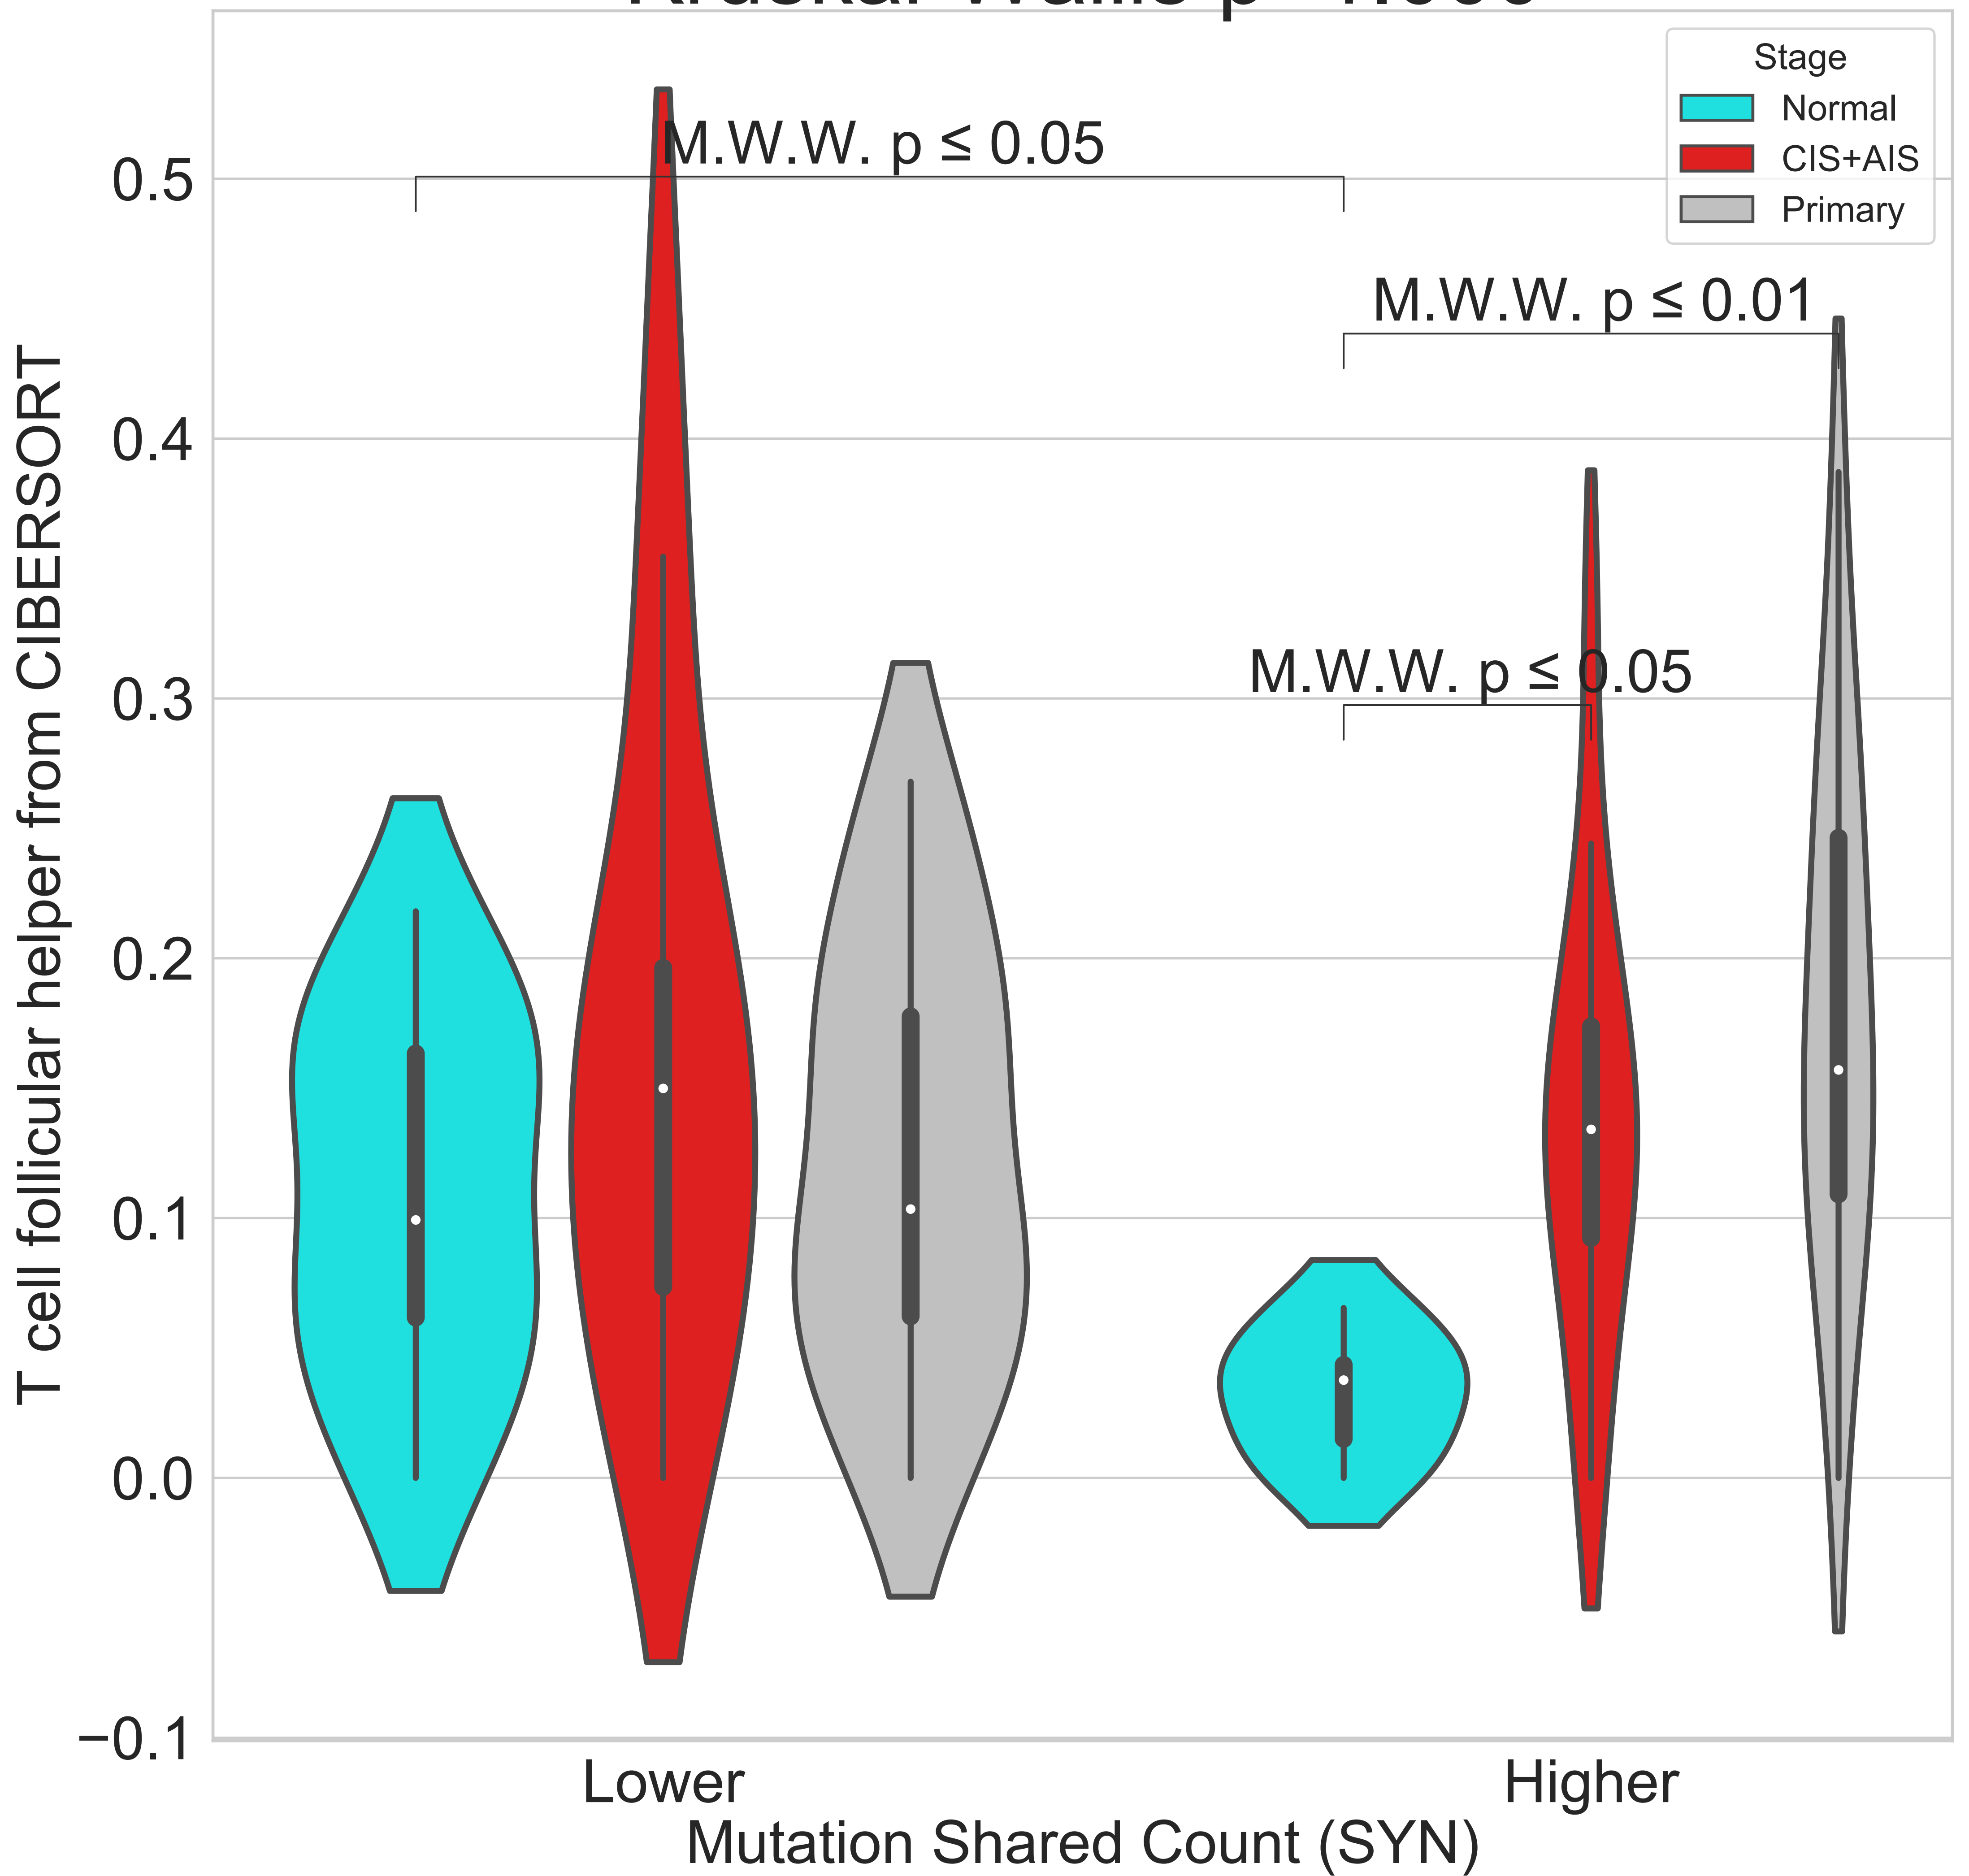 Stage
Normal
CIS+AIS
Primary
M.W.W. p ≤ 0.05
M.W.W. p ≤ 0.01
M.W.W. p ≤ 0.05
T cell follicular helper from CIBERSORT
0.5
0.4
0.3
0.2
0.1
0.0
−0.1
Lower
Higher
Mutation Shared Count (SYN)